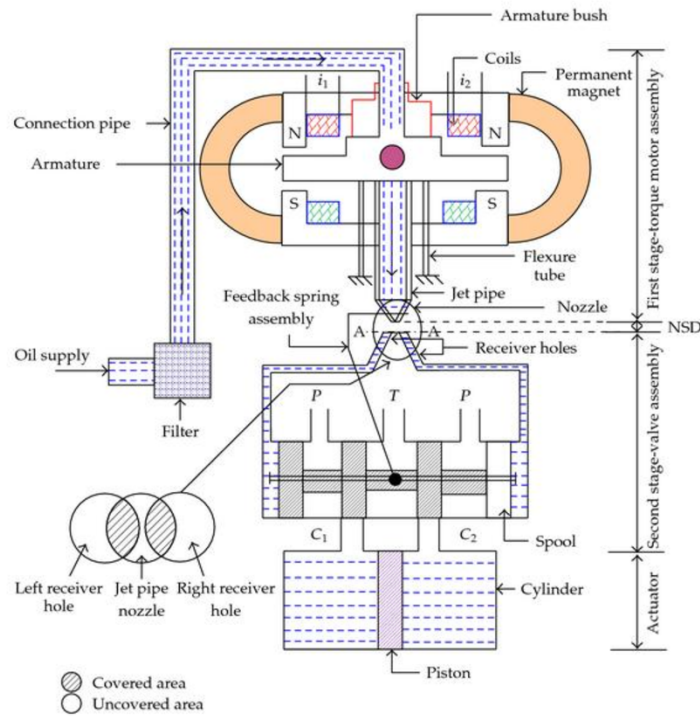 Armature bush
Coils
i1
i2
Permanent
magnet
Connection pipe
N
N
Armature
S
S
First stage-torque motor assembly
Flexure
tube
Feedback spring
assembly
Jet pipe
Nozzle
A
A
NSD
Receiver holes
Oil supply
Filter
P
T
P
Second stage-valve assembly
C1
C2
Spool
Left receiver
hole
Jet pipe
nozzle
Right receiver
hole
Cylinder
Actuator
Piston
Covered area
Uncovered area